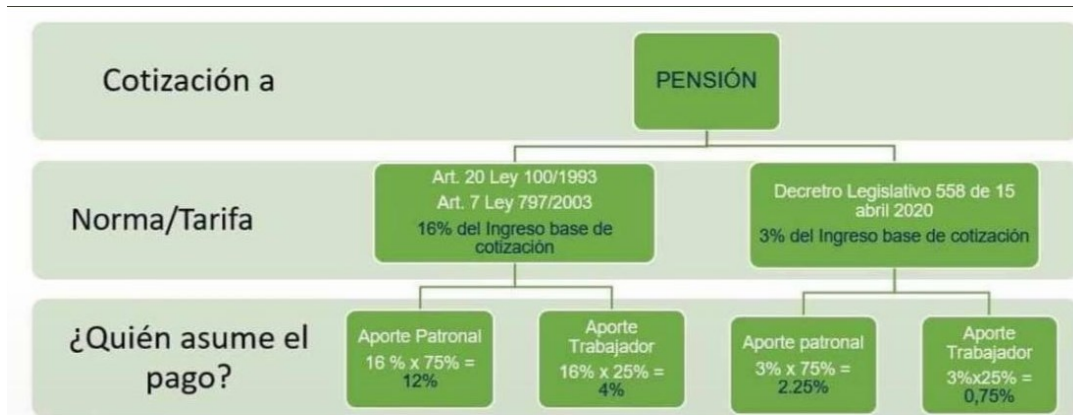 Cotización a
PENSIÓN
Norma/Tarifa
Art. 20 Ley 100/1993
Art. 7 Ley 797/2003
16% del Ingreso base de
cotización
Decretro Legislativo 558 de 15
abril 2020
3% del Ingreso base de cotización
¿Quién asume el
pago?
Aporte Patronal
16 % x 75% =
12%
Aporte
Trabajador
16% x 25% =
4%
Aporte patronal
3% x 75% =
2.25%
Aporte
Trabajador
3%x25% =
0,75%